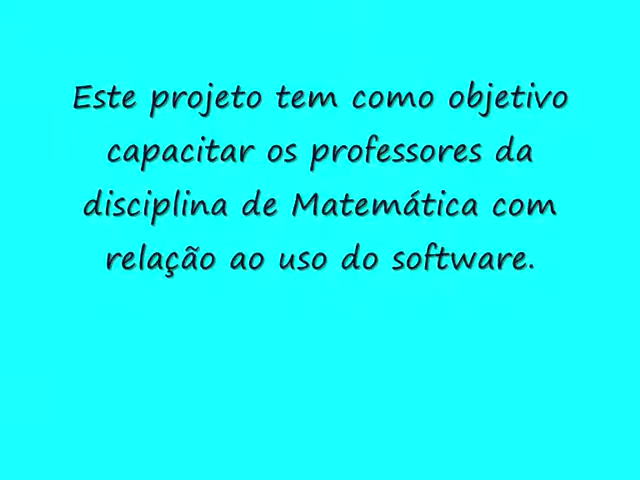 Este projeto tem como objetivo
capacitar os professores da
disciplina de Matemática com
relação ao uso do software.